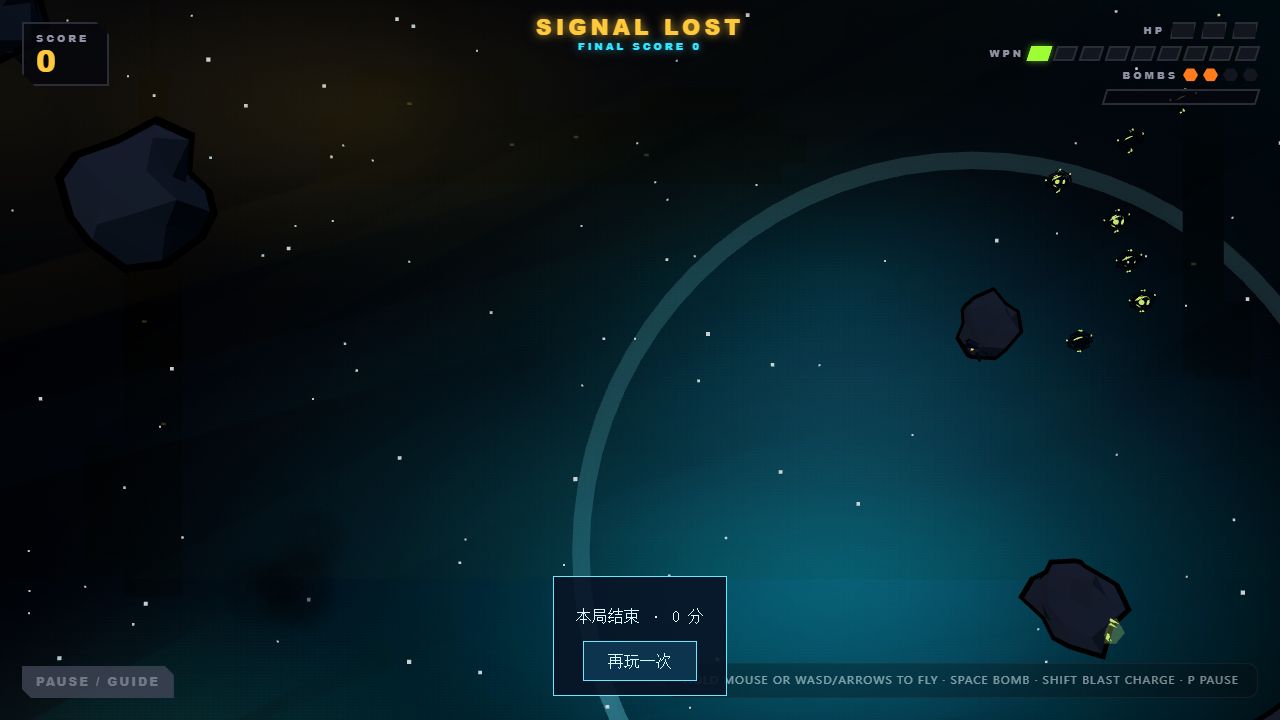 SCORE
0
SIGNAL LOST
FINAL SCORE 0
HP
WPN
BOMBS
本局结束 · 0 分
再玩一次
PAUSE / GUIDE
MOUSE OR WASD/ARROWS TO FLY · SPACE BOMB · SHIFT BLAST CHARGE · P PAUSE